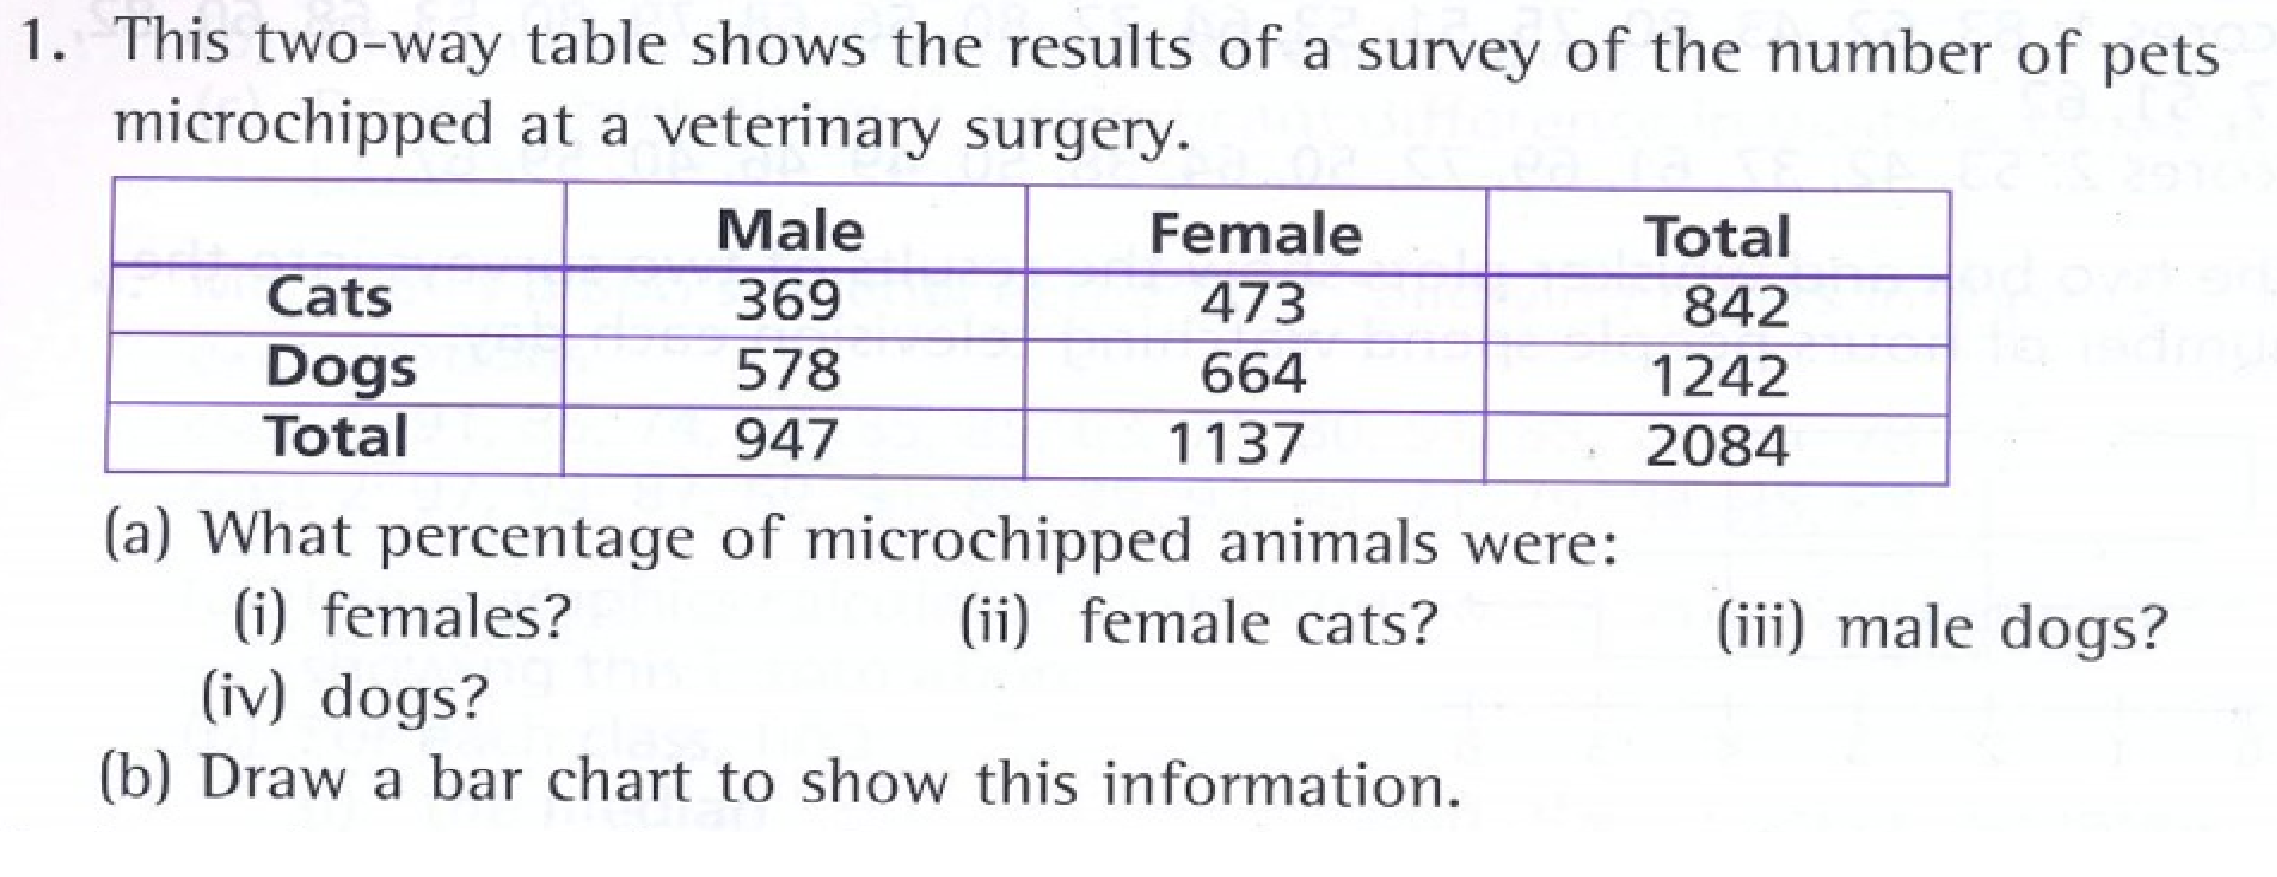 1. This two-way table shows the results of a survey of the number of pets
microchipped at a veterinary surgery.
Male Female Total
Cats 369 473 842
Dogs 578 664 1242
Total 947 1137 2084
(a) What percentage of microchipped animals were:
(i) females? (ii) female cats? (iii) male dogs?
(iv) dogs?
(b) Draw a bar chart to show this information.